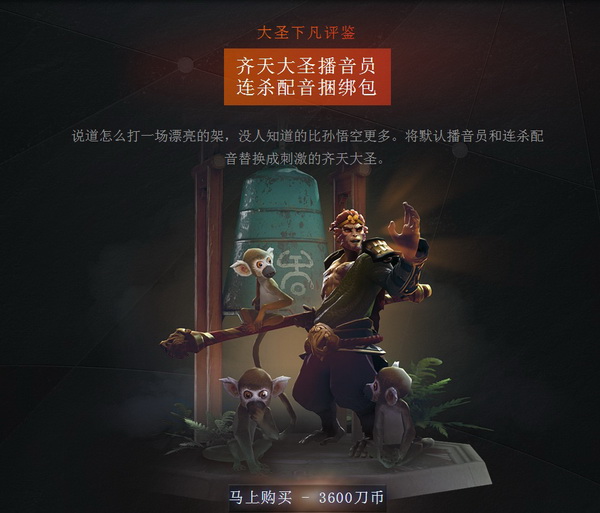 大圣下凡评鉴
齐天大圣播音员
连杀配音捆绑包
说道怎么打一场漂亮的架，没人知道的比孙悟空更多。将默认播音员和连杀配
音替换成刺激的齐天大圣。
马上购买 – 3600刀币